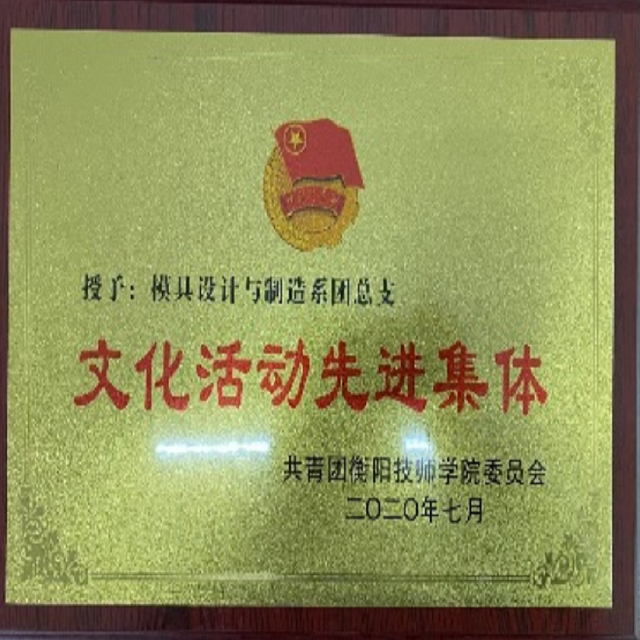 授予：模具设计与制造系团总支
文化活动先进集体
共青团衡阳技师学院委员会
二〇二〇年七月